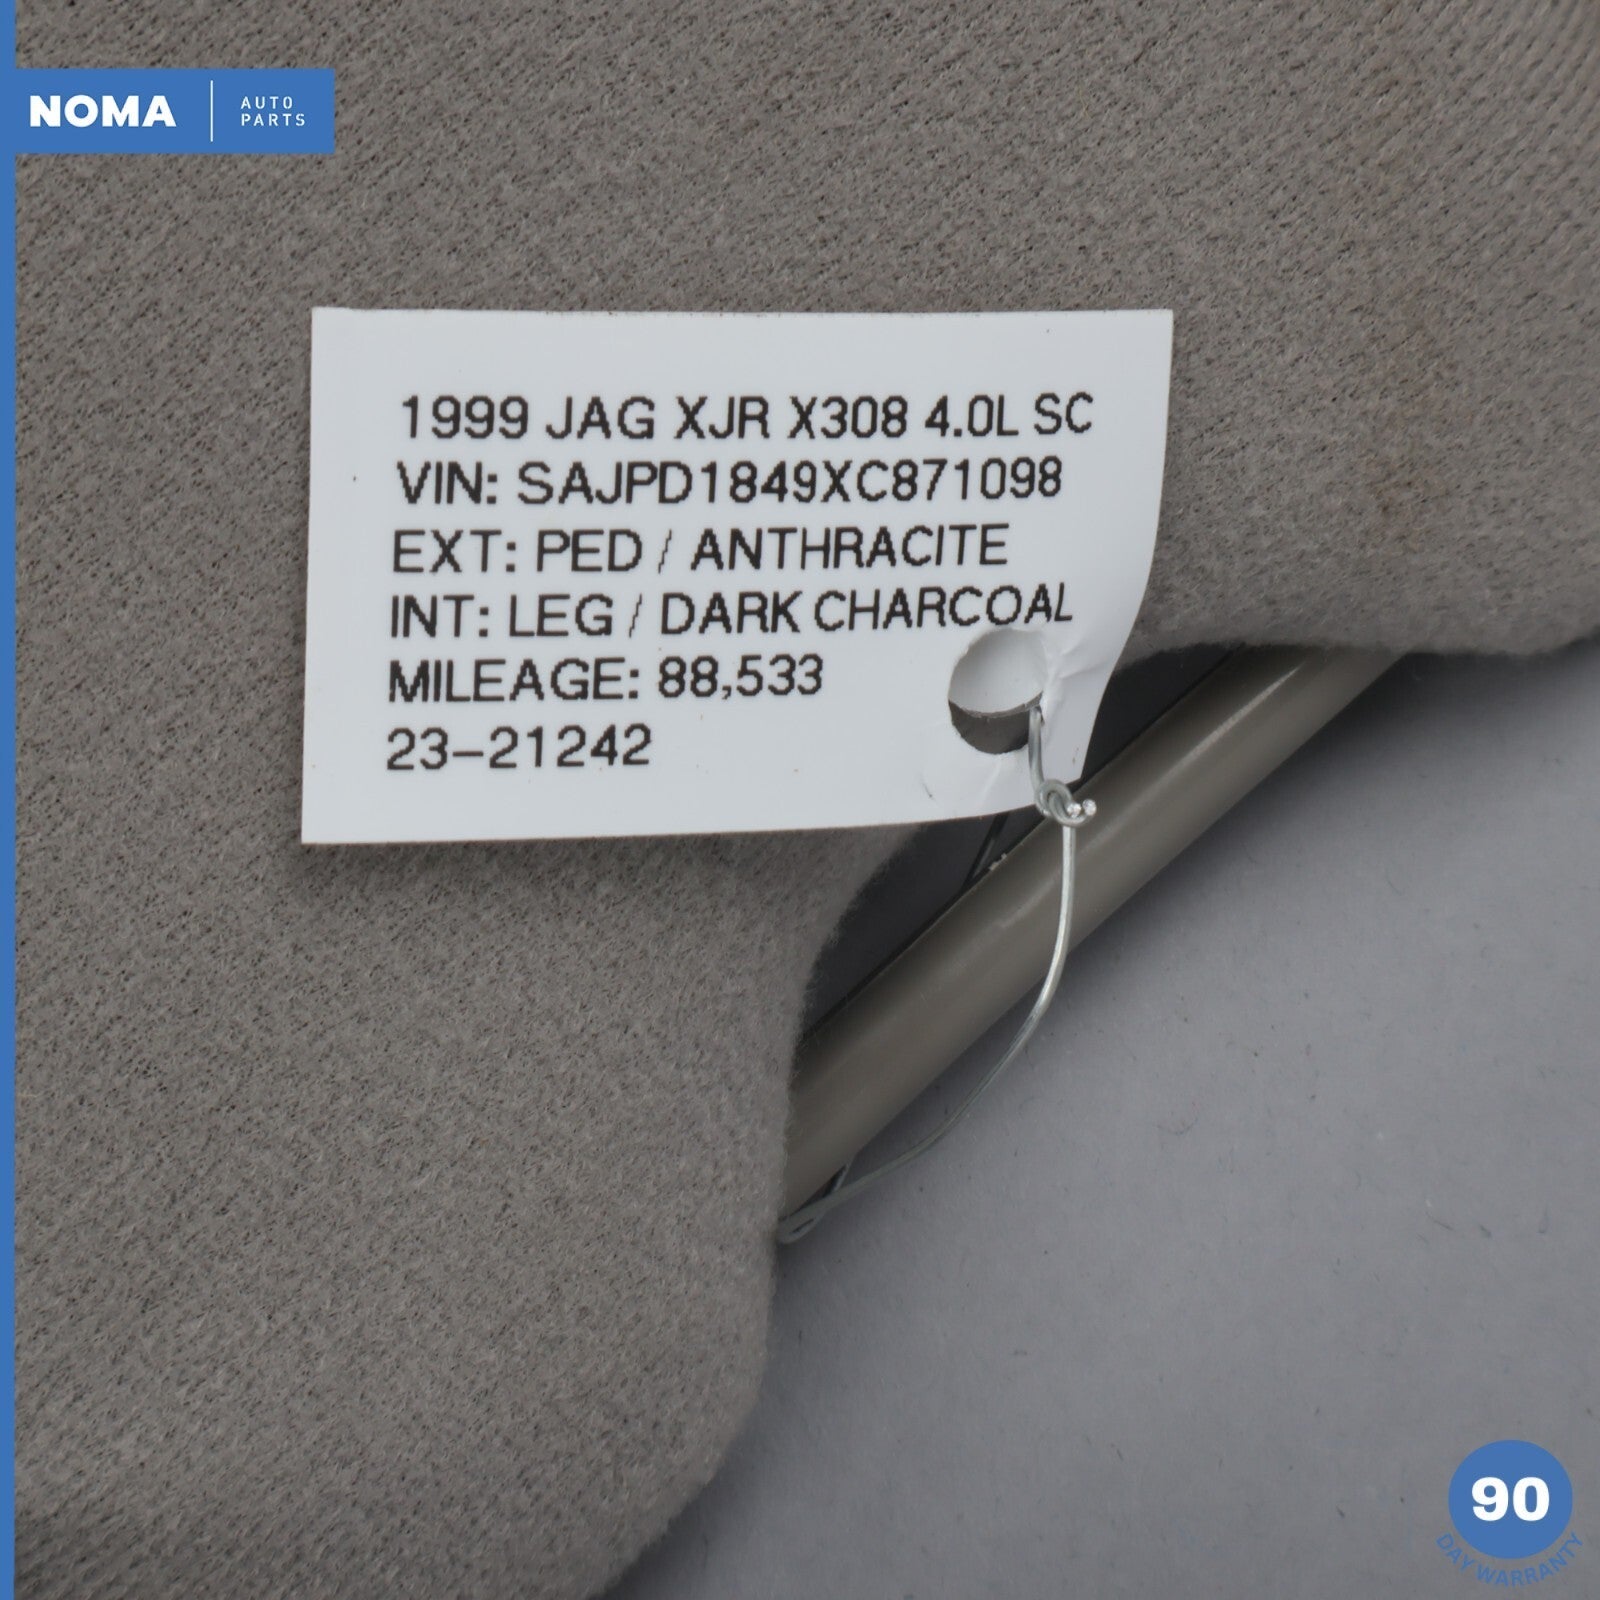 NOMA
AUTO
PARTS
1999 JAG XJR X308 4.0L SC
VIN: SAJPD1849XC871098
EXT: PED / ANTHRACITE
INT: LEG / DARK CHARCOAL
MILEAGE: 88,533
23-21242
90
DAY WARRANTY